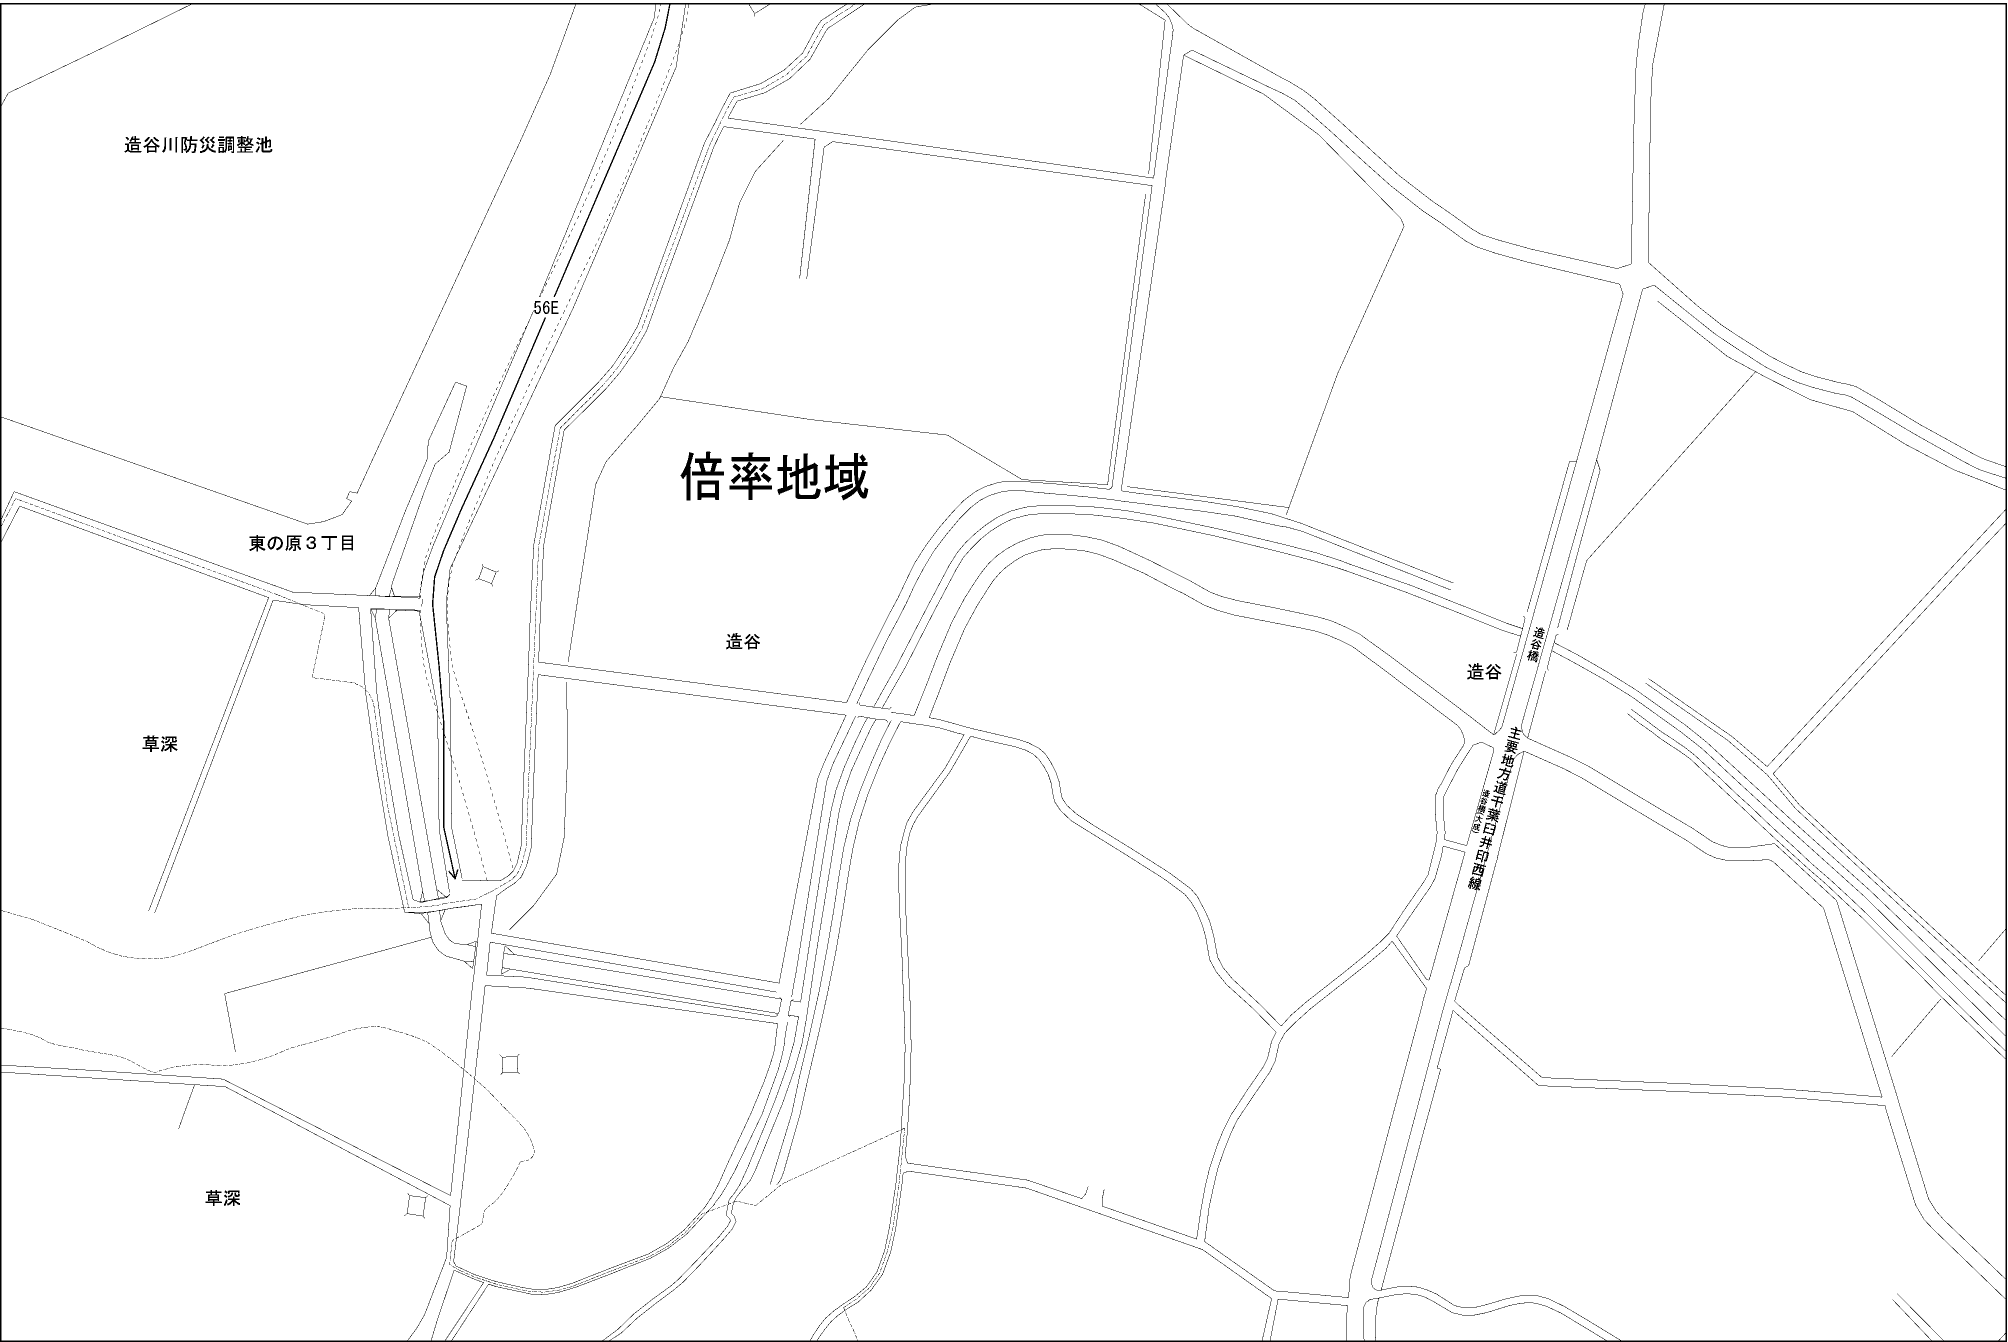 造谷川防災調整池
56E
倍率地域
東の原３丁目
造谷
造谷橋
造谷
草深
主要地方道千葉臼井印西線
草深